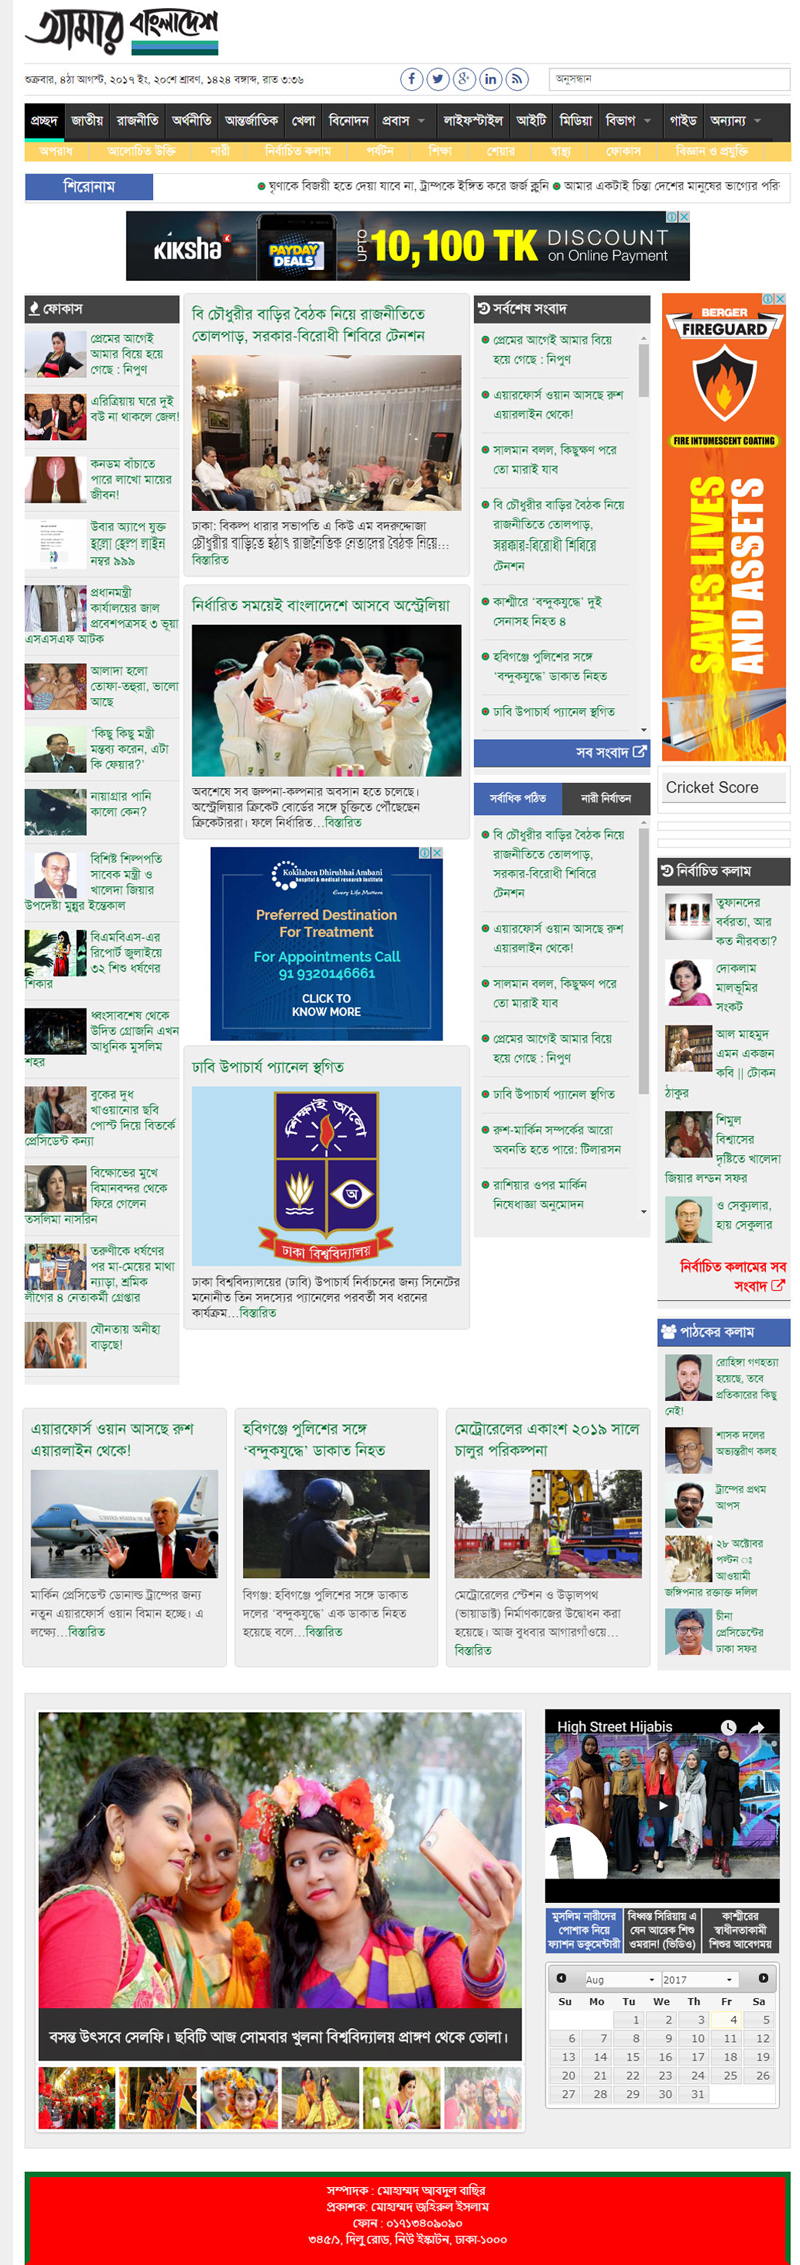 আমার বাংলাদেশ
শুক্রবার, ৪ঠা আগস্ট, ২০১৭ ইং, ২০শে শ্রাবণ, ১৪২৪ বঙ্গাব্দ, রাত ৩:৩৬
অনুসন্ধান
প্রচ্ছদ জাতীয় রাজনীতি অর্থনীতি আন্তর্জাতিক খেলা বিনোদন প্রবাস লাইফস্টাইল আইটি মিডিয়া বিভাগ গাইড অন্যান্য
অপরাধ আলোচিত উক্তি নারী নির্বাচিত কলাম পর্যটন শিক্ষা শেয়ার স্বাস্থ্য ফোকাস বিজ্ঞান ও প্রযুক্তি
শিরোনাম
ঘৃণাকে বিজয়ী হতে দেয়া যাবে না, ট্রাম্পকে ইঙ্গিত করে জর্জ ক্লুনি আমার একটাই চিন্তা দেশের মানুষের ভাগ্যের পরি
KIKSHA
PAYDAY DEALS
UPTO 10,100 TK DISCOUNT
on Online Payment
ফোকাস
প্রেমের আগেই
আমার বিয়ে হয়ে
গেছে : নিপুণ
এরিত্রিয়ায় ঘরে দুই
বউ না থাকলে জেল!
কনডম বাঁচাতে
পারে লাখো মায়ের
জীবন!
উবার অ্যাপে যুক্ত
হলো হেল্প লাইন
নম্বর ৯৯৯
প্রধানমন্ত্রী
কার্যালয়ের জাল
প্রবেশপত্রসহ ৩ ভূয়া
এসএসএফ আটক
আলাদা হলো
তোফা-তহুরা, ভালো
আছে
‘কিছু কিছু মন্ত্রী
মন্তব্য করেন, এটা
কি ফেয়ার?’
নায়াগ্রার পানি
কালো কেন?
বিশিষ্ট শিল্পপতি
সাবেক মন্ত্রী ও
খালেদা জিয়ার
উপদেষ্টা মুন্নুর ইন্তেকাল
বিএমবিএস-এর
রিপোর্ট জুলাইয়ে
৩২ শিশু ধর্ষণের
শিকার
ধ্বংসাবশেষ থেকে
উদিত গ্রোজনি এখন
আধুনিক মুসলিম
শহর
বুকের দুধ
খাওয়ানোর ছবি
পোস্ট দিয়ে বিতর্কে
প্রেসিডেন্ট কন্যা
বিক্ষোভের মুখে
বিমানবন্দর থেকে
ফিরে গেলেন
তসলিমা নাসরিন
তরুণীকে ধর্ষণের
পর মা-মেয়ের মাথা
ন্যাড়া, শ্রমিক
লীগের ৪ নেতাকর্মী গ্রেপ্তার
যৌনতায় অনীহা
বাড়ছে!
বি চৌধুরীর বাড়ির বৈঠক নিয়ে রাজনীতিতে
তোলপাড়, সরকার-বিরোধী শিবিরে টেনশন
ঢাকা: বিকল্প ধারার সভাপতি এ কিউ এম বদরুদ্দোজা
চৌধুরীর বাড়িতে হঠাৎ রাজনৈতিক নেতাদের বৈঠক নিয়ে...
বিস্তারিত
নির্ধারিত সময়েই বাংলাদেশে আসবে অস্ট্রেলিয়া
অবশেষে সব জল্পনা-কল্পনার অবসান হতে চলেছে।
অস্ট্রেলিয়ার ক্রিকেট বোর্ডের সঙ্গে চুক্তিতে পৌঁছেছেন
ক্রিকেটাররা। ফলে নির্ধারিত...বিস্তারিত
Kokilaben Dhirubhai Ambani
hospital & medical research institute
Every Life Matters
Preferred Destination
For Treatment
For Appointments Call
91 9320146661
CLICK TO
KNOW MORE
ঢাবি উপাচার্য প্যানেল স্থগিত
শিক্ষাই আলো
অ
ঢাকা বিশ্ববিদ্যালয়
ঢাকা বিশ্ববিদ্যালয়ের (ঢাবি) উপাচার্য নির্বাচনের জন্য সিনেটের
মনোনীত তিন সদস্যের প্যানেলের পরবর্তী সব ধরনের
কার্যক্রম...বিস্তারিত
সর্বশেষ সংবাদ
প্রেমের আগেই আমার বিয়ে
হয়ে গেছে : নিপুণ
এয়ারফোর্স ওয়ান আসছে রুশ
এয়ারলাইন থেকে!
সালমান বলল, কিছুক্ষণ পরে
তো মারাই যাব
বি চৌধুরীর বাড়ির বৈঠক নিয়ে
রাজনীতিতে তোলপাড়,
সরকার-বিরোধী শিবিরে
টেনশন
কাশ্মীরে ‘বন্দুকযুদ্ধে’ দুই
সেনাসহ নিহত ৪
হবিগঞ্জে পুলিশের সঙ্গে
‘বন্দুকযুদ্ধে’ ডাকাত নিহত
ঢাবি উপাচার্য প্যানেল স্থগিত
সব সংবাদ
সর্বাধিক পঠিত নারী নির্যাতন
বি চৌধুরীর বাড়ির বৈঠক নিয়ে
রাজনীতিতে তোলপাড়,
সরকার-বিরোধী শিবিরে
টেনশন
এয়ারফোর্স ওয়ান আসছে রুশ
এয়ারলাইন থেকে!
সালমান বলল, কিছুক্ষণ পরে
তো মারাই যাব
প্রেমের আগেই আমার বিয়ে
হয়ে গেছে : নিপুণ
ঢাবি উপাচার্য প্যানেল স্থগিত
রুশ-মার্কিন সম্পর্কের আরো
অবনতি হতে পারে: টিলারসন
রাশিয়ার ওপর মার্কিন
নিষেধাজ্ঞা অনুমোদন
BERGER
FIREGUARD
FIRE INTUMESCENT COATING
SAVES LIVES
AND ASSETS
Cricket Score
নির্বাচিত কলাম
তুফানদের
বর্বরতা, আর
কত নীরবতা?
দোকলাম
মালভূমির
সংকট
আল মাহমুদ
এমন একজন
কবি || টোকন
ঠাকুর
শিমুল
বিশ্বাসের
দৃষ্টিতে খালেদা
জিয়ার লন্ডন সফর
ও সেক্যুলার,
হায় সেকুলার
নির্বাচিত কলামের সব
সংবাদ
পাঠকের কলাম
রোহিঙ্গা গণহত্যা
হয়েছে, তবে
প্রতিকারের কিছু
নেই!
শাসক দলের
অভ্যন্তরীণ কলহ
ট্রাম্পের প্রথম
আপস
২৮ অক্টোবর
পল্টন ঃ
আওয়ামী
জঙ্গিপনার রক্তাক্ত দলিল
চীনা
প্রেসিডেন্টের
ঢাকা সফর
এয়ারফোর্স ওয়ান আসছে রুশ
এয়ারলাইন থেকে!
মার্কিন প্রেসিডেন্ট ডোনাল্ড ট্রাম্পের জন্য
নতুন এয়ারফোর্স ওয়ান বিমান হচ্ছে। এ
লক্ষ্যে...বিস্তারিত
হবিগঞ্জে পুলিশের সঙ্গে
‘বন্দুকযুদ্ধে’ ডাকাত নিহত
বিগঞ্জ: হবিগঞ্জে পুলিশের সঙ্গে ডাকাত
দলের ‘বন্দুকযুদ্ধে’ এক ডাকাত নিহত
হয়েছে বলে...বিস্তারিত
মেট্রোরেলের একাংশ ২০১৯ সালে
চালুর পরিকল্পনা
মেট্রোরেলের স্টেশন ও উড়ালপথ
(ভায়াডাক্ট) নির্মাণকাজের উদ্বোধন করা
হয়েছে। আজ বুধবার আগারগাঁওয়ে...
বিস্তারিত
বসন্ত উৎসবে সেলফি। ছবিটি আজ সোমবার খুলনা বিশ্ববিদ্যালয় প্রাঙ্গণ থেকে তোলা।
High Street Hijabis
মুসলিম নারীদের
পোশাক নিয়ে
ফ্যাশন ডকুমেন্টারী
বিধ্বস্ত সিরিয়ায় এ
যেন আরেক শিশু
ওমরান! (ভিডিও)
কাশ্মীরের
স্বাধীনতাকামী
শিশুর আবেগময়
Aug 2017
Su Mo Tu We Th Fr Sa
1 2 3 4 5
6 7 8 9 10 11 12
13 14 15 16 17 18 19
20 21 22 23 24 25 26
27 28 29 30 31
সম্পাদক : মোহাম্মদ আবদুল বাছির
প্রকাশক: মোহাম্মদ জহিরুল ইসলাম
ফোন : ০১৭১৩৪০৯০৯০
৩৪৫/১, দিলু রোড, নিউ ইস্কাটন, ঢাকা-১০০০